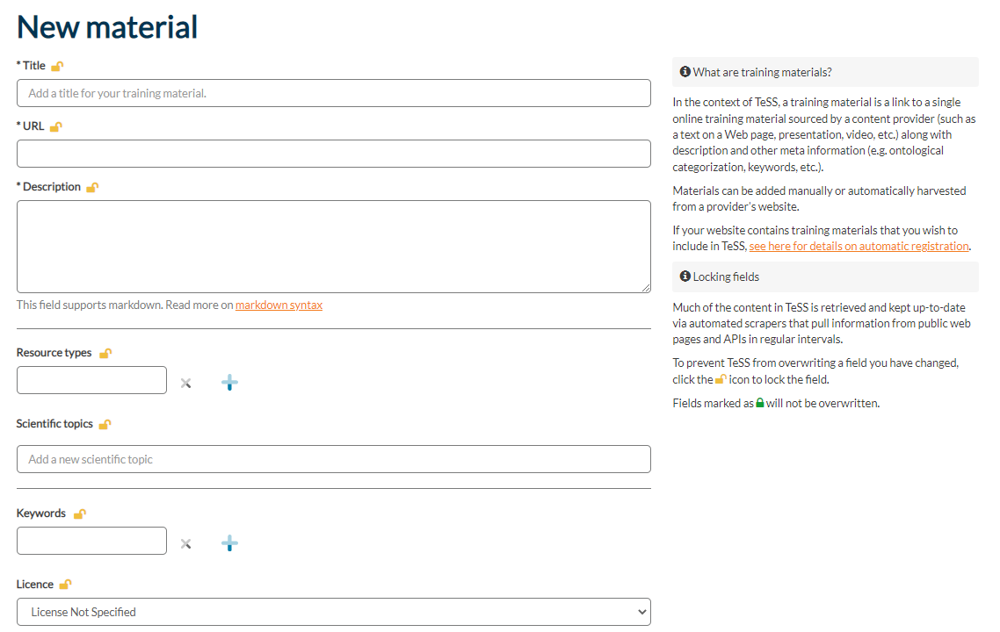 New material
* Title
Add a title for your training material.
* URL
* Description
This field supports markdown. Read more on markdown syntax
Resource types
Scientific topics
Add a new scientific topic
Keywords
Licence
License Not Specified
What are training materials?
In the context of TeSS, a training material is a link to a single
online training material sourced by a content provider (such as
a text on a Web page, presentation, video, etc.) along with
description and other meta information (e.g. ontological
categorization, keywords, etc.).
Materials can be added manually or automatically harvested
from a provider's website.
If your website contains training materials that you wish to
include in TeSS, see here for details on automatic registration.
Locking fields
Much of the content in TeSS is retrieved and kept up-to-date
via automated scrapers that pull information from public web
pages and APIs in regular intervals.
To prevent TeSS from overwriting a field you have changed,
click the icon to lock the field.
Fields marked as will not be overwritten.